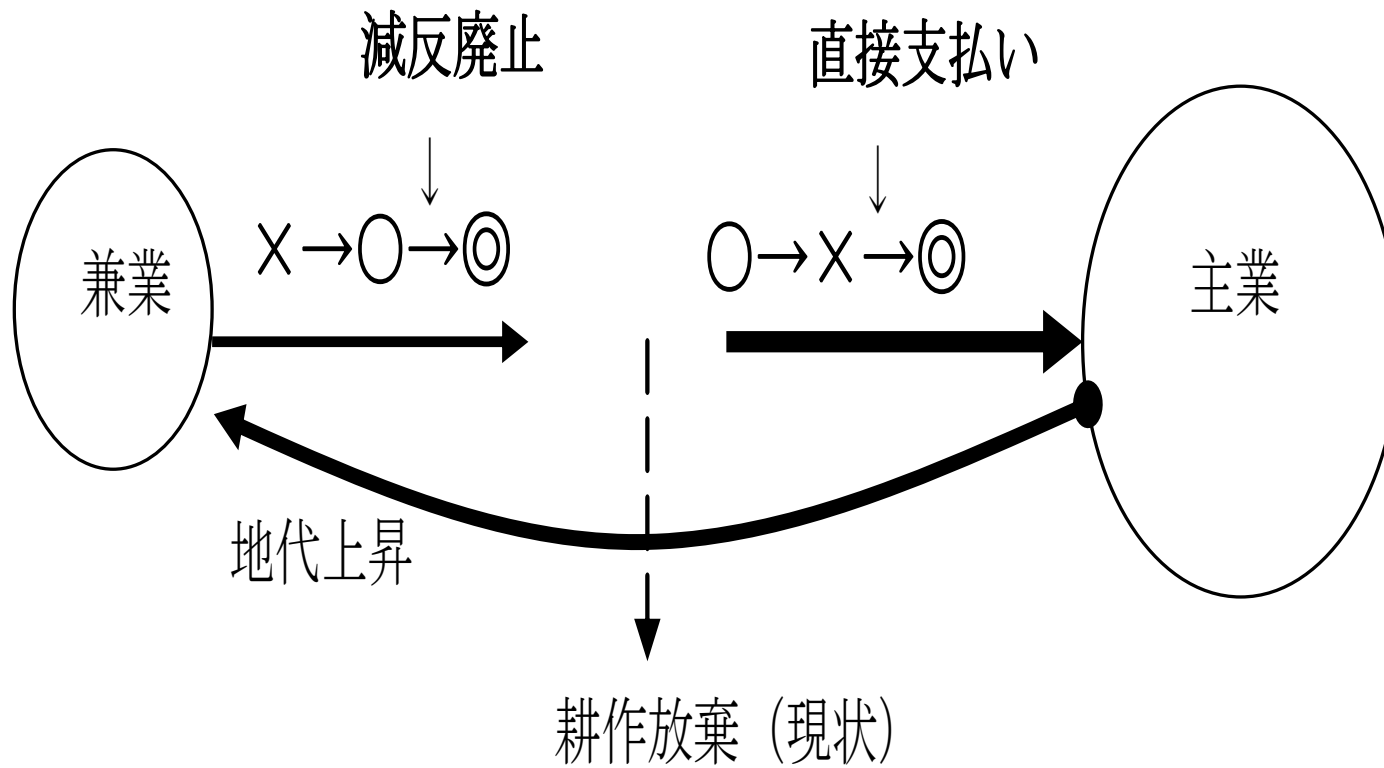 減反廃止
直接支払い
×→○→◎
○→×→◎
兼業
主業
地代上昇
耕作放棄（現状）